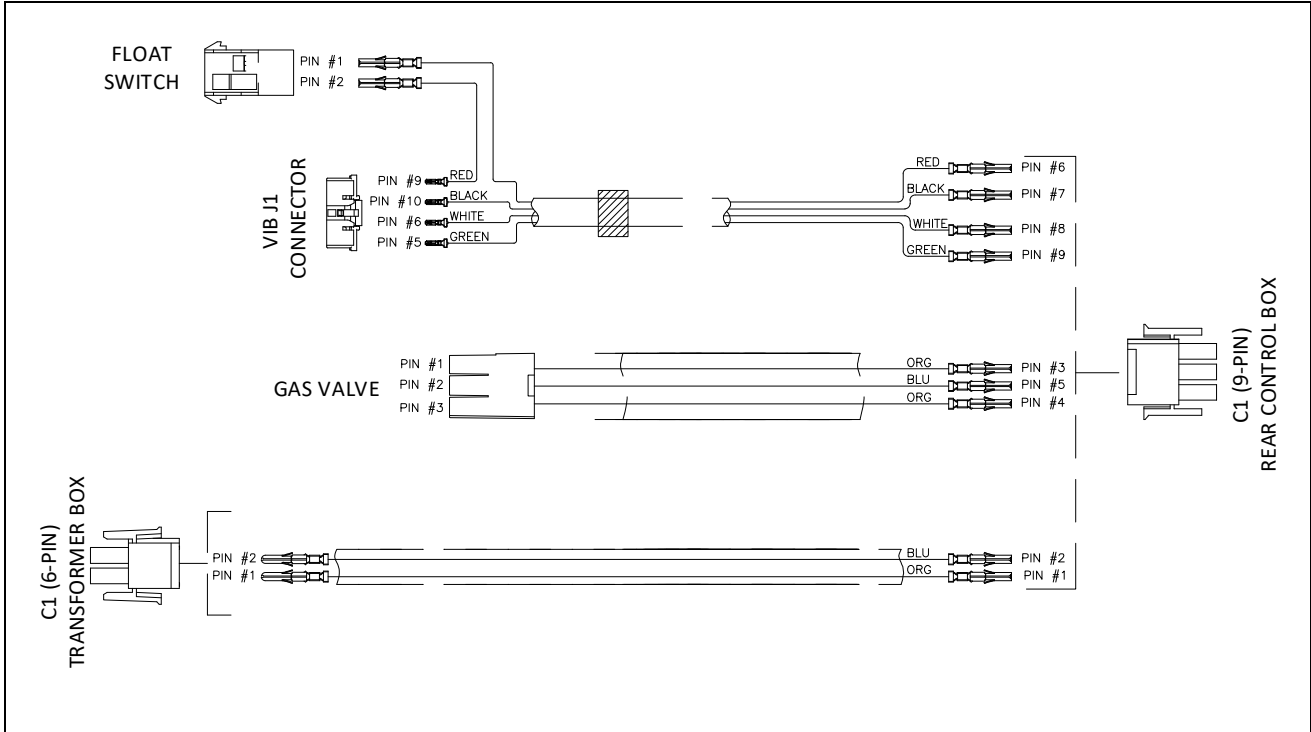 FLOAT
SWITCH
PIN #1
PIN #2
VIB J1
CONNECTOR
PIN #9
RED
PIN #10
BLACK
PIN #6
WHITE
PIN #5
GREEN
RED
PIN #6
BLACK
PIN #7
WHITE
PIN #8
GREEN
PIN #9
GAS VALVE
PIN #1
PIN #2
PIN #3
ORG
PIN #3
BLU
PIN #5
ORG
PIN #4
C1 (9-PIN)
REAR CONTROL BOX
C1 (6-PIN)
TRANSFORMER BOX
PIN #2
PIN #1
BLU
PIN #2
ORG
PIN #1